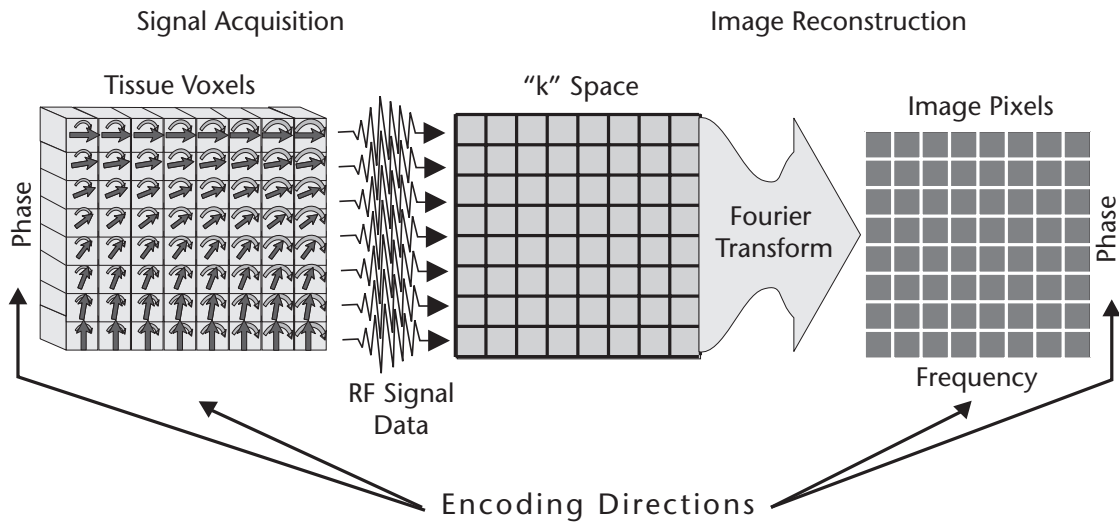 Signal Acquisition
Image Reconstruction
Tissue Voxels
“k” Space
Image Pixels
Phase
Fourier
Transform
Phase
RF Signal
Data
Frequency
Encoding Directions